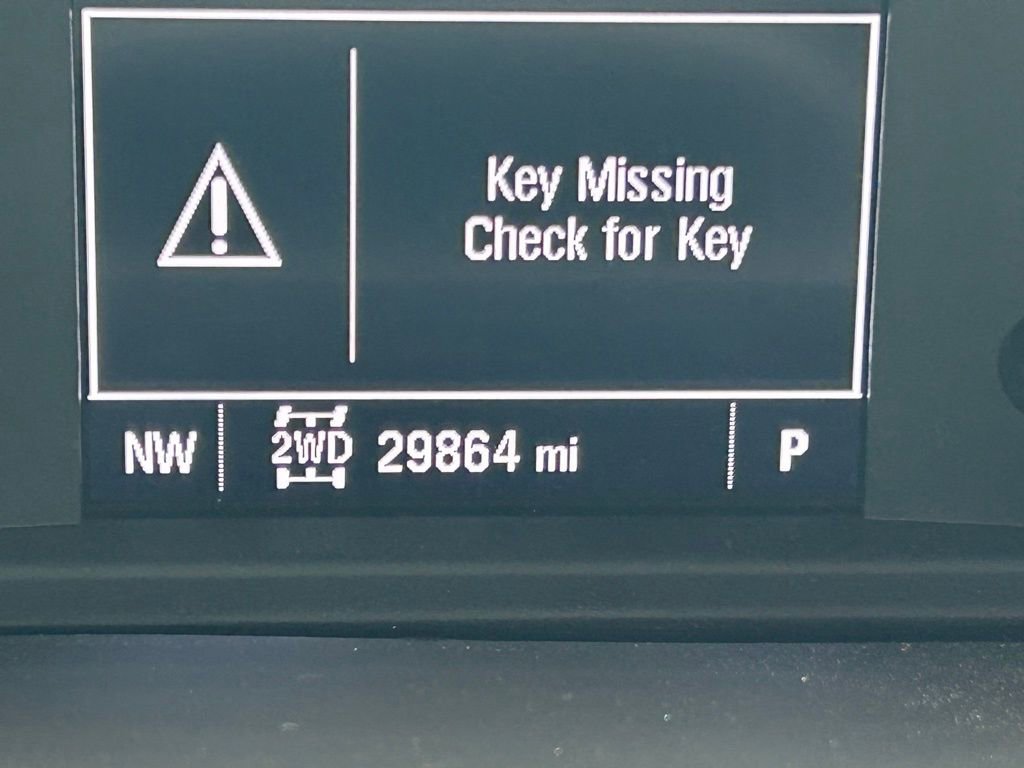 Key Missing
Check for Key
NW 2WD 29864 mi P